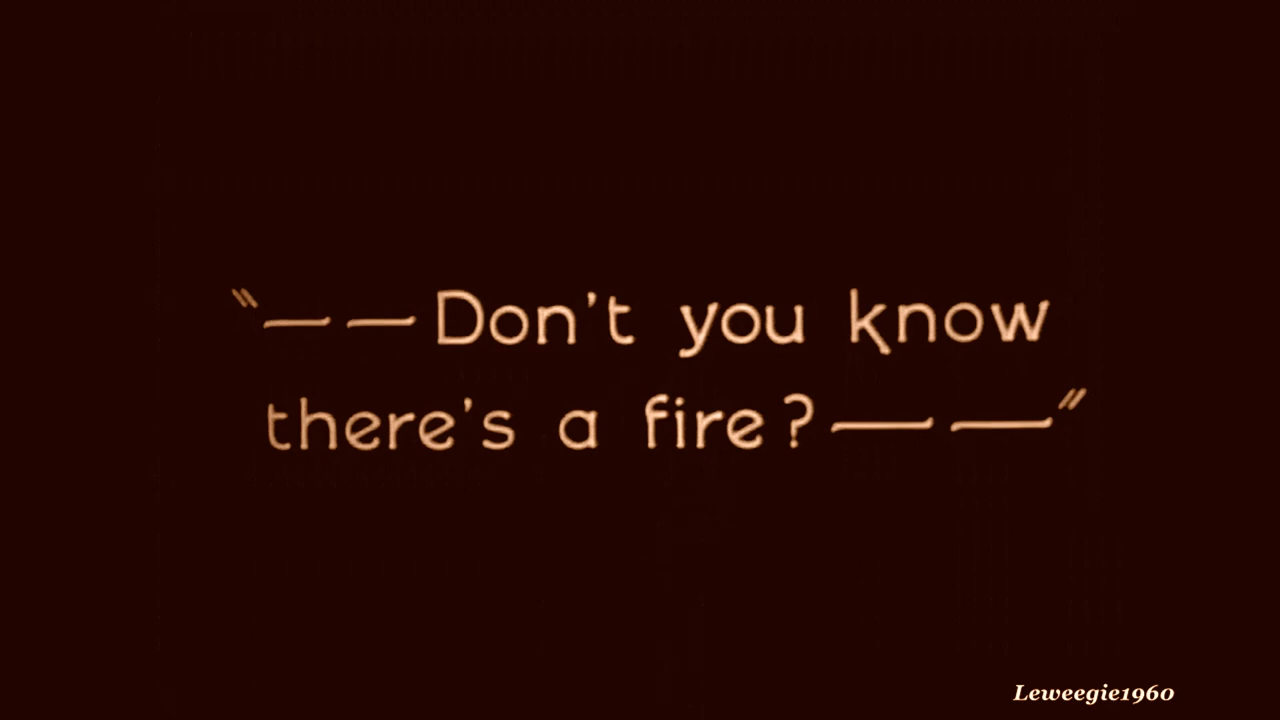 "— —Don't you know
there's a fire?— —"
Leweegie1960